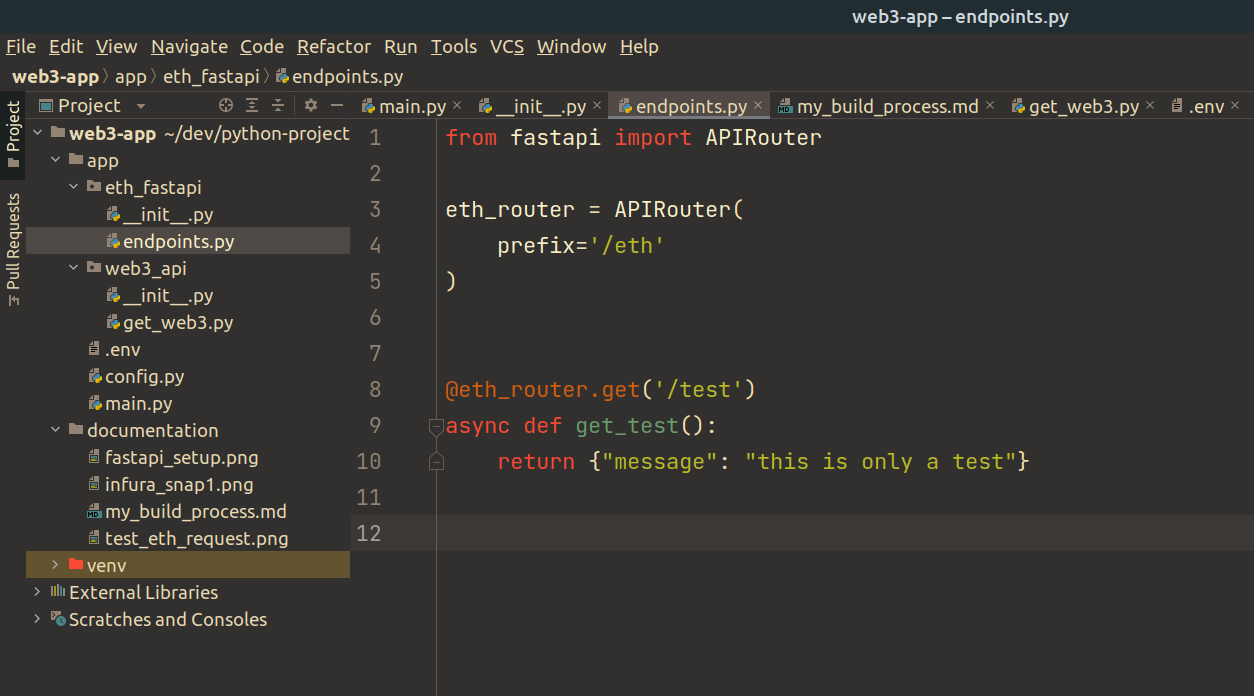 web3-app – endpoints.py
File Edit View Navigate Code Refactor Run Tools VCS Window Help
web3-app app eth_fastapi endpoints.py
Project
Pull Requests
Project
web3-app ~/dev/python-project
app
eth_fastapi
__init__.py
endpoints.py
web3_api
__init__.py
get_web3.py
.env
config.py
main.py
documentation
fastapi_setup.png
infura_snap1.png
my_build_process.md
test_eth_request.png
venv
External Libraries
Scratches and Consoles
main.py × __init__.py × endpoints.py × my_build_process.md × get_web3.py × .env ×
1 from fastapi import APIRouter
2
3 eth_router = APIRouter(
4     prefix='/eth'
5 )
6
7
8 @eth_router.get('/test')
9 async def get_test():
10     return {"message": "this is only a test"}
11
12